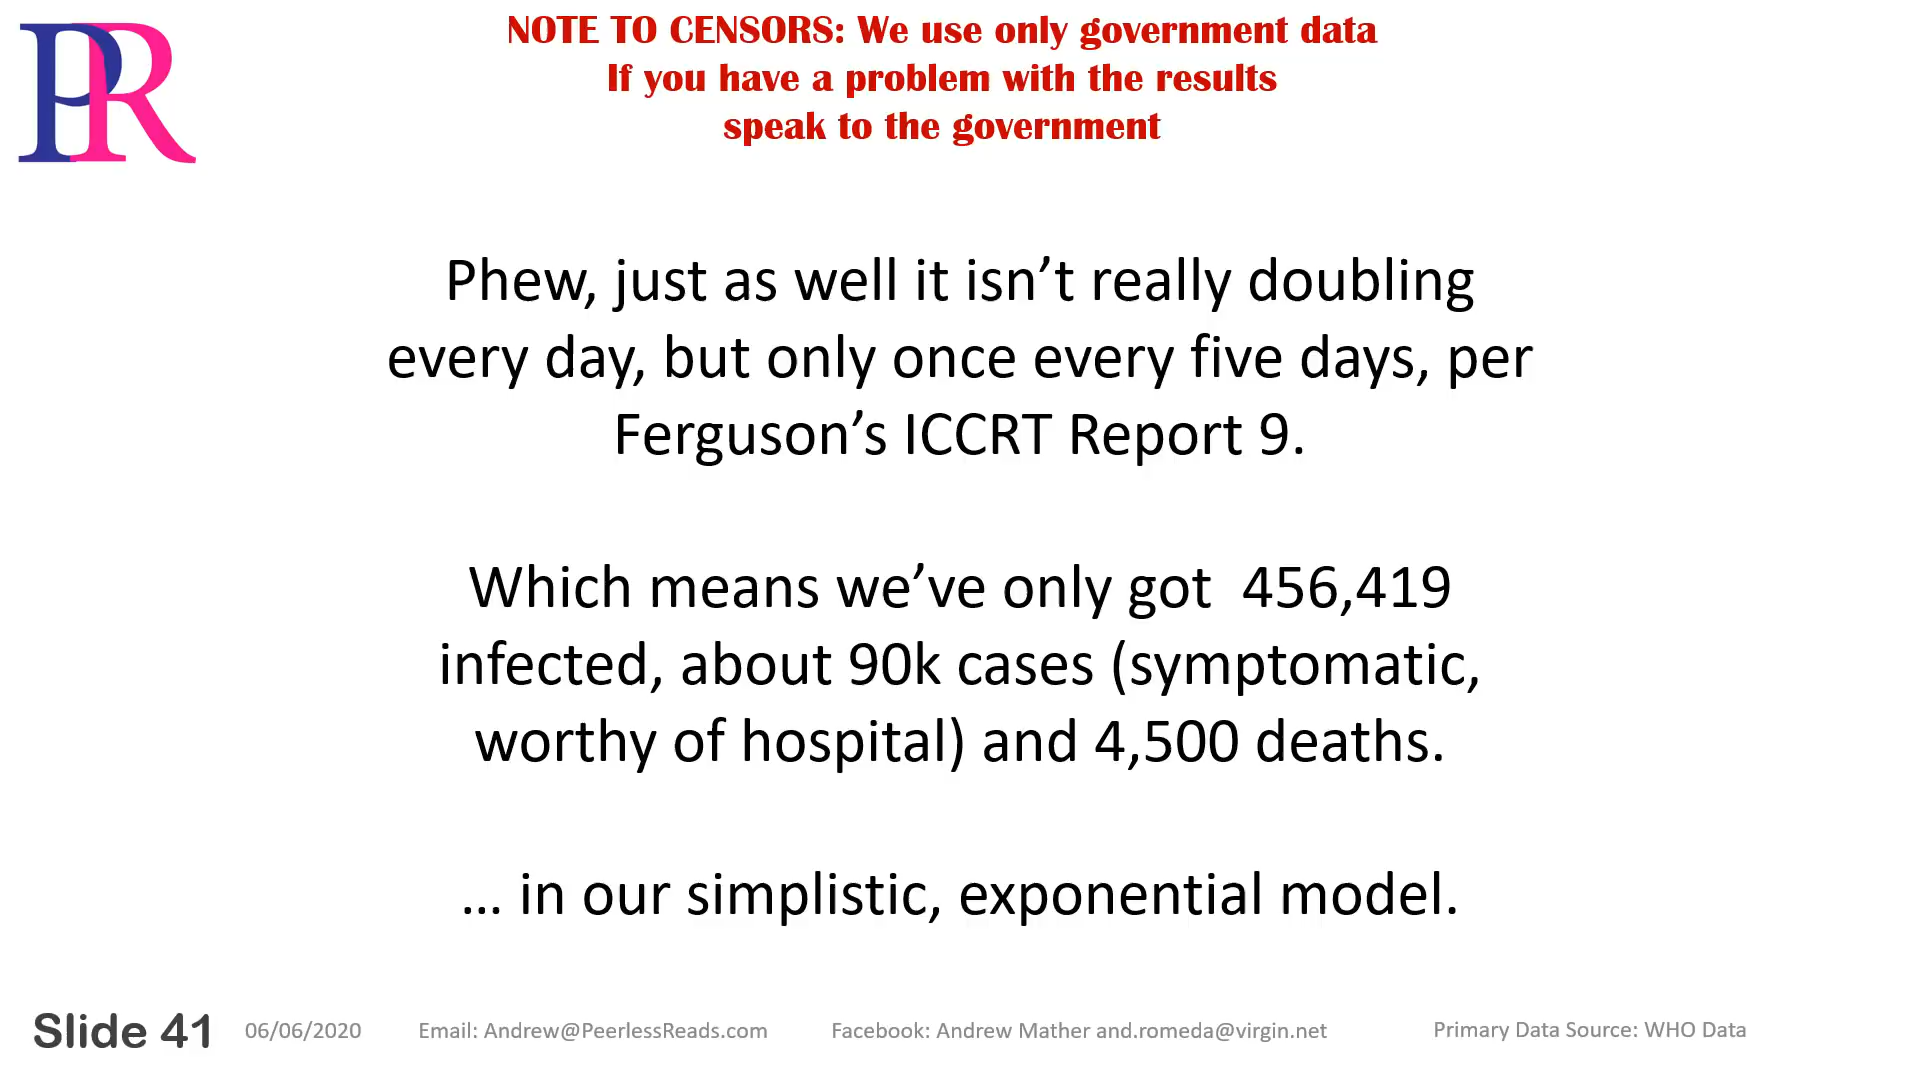 PR
NOTE TO CENSORS: We use only government data
If you have a problem with the results
speak to the government
Phew, just as well it isn’t really doubling
every day, but only once every five days, per
Ferguson’s ICCRT Report 9.
Which means we’ve only got  456,419
infected, about 90k cases (symptomatic,
worthy of hospital) and 4,500 deaths.
… in our simplistic, exponential model.
Slide 41 06/06/2020 Email: Andrew@PeerlessReads.com Facebook: Andrew Mather and.romeda@virgin.net Primary Data Source: WHO Data